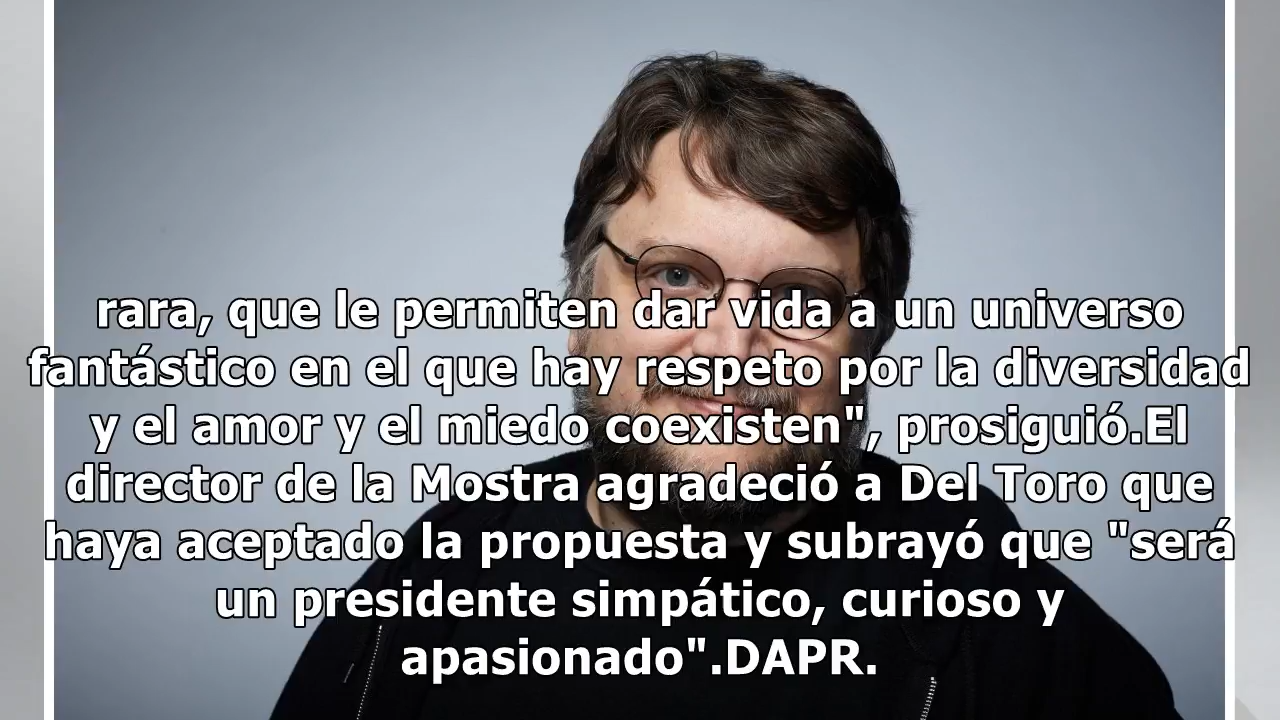 rara, que le permiten dar vida a un universo
fantástico en el que hay respeto por la diversidad
y el amor y el miedo coexisten", prosiguió.El
director de la Mostra agradeció a Del Toro que
haya aceptado la propuesta y subrayó que "será
un presidente simpático, curioso y
apasionado".DAPR.